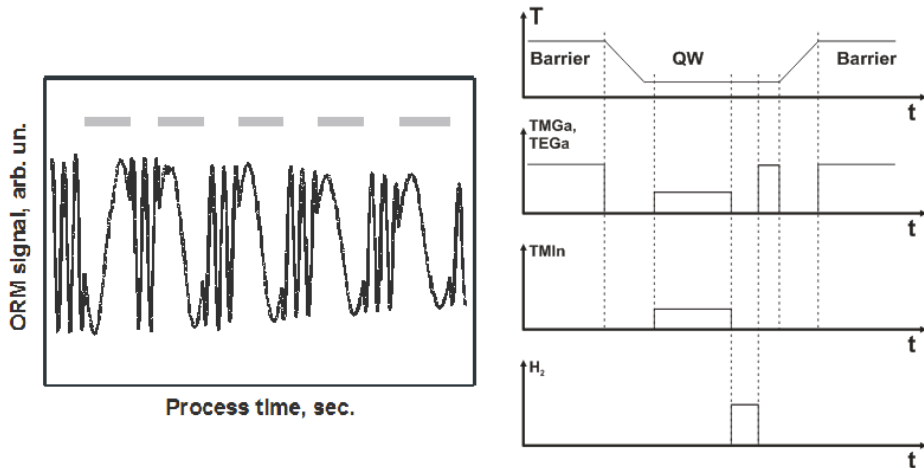 ORM signal, arb. un.
Process time, sec.
T
Barrier
QW
Barrier
t
TMGa,
TEGa
t
TMIn
t
H₂
t